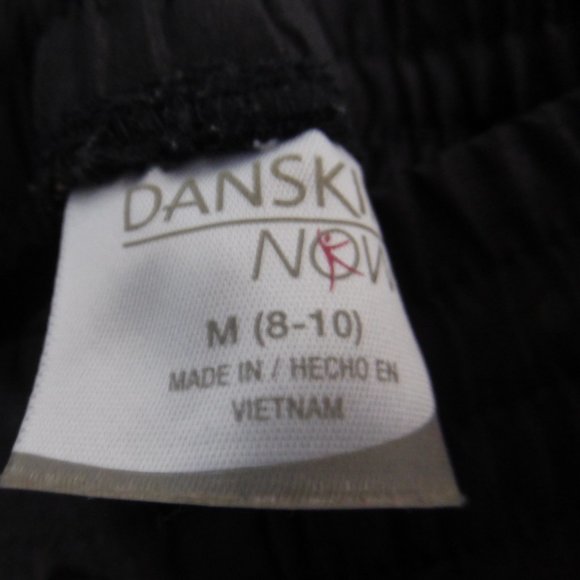 DANSKI
NOW
M (8-10)
MADE IN / HECHO EN
VIETNAM